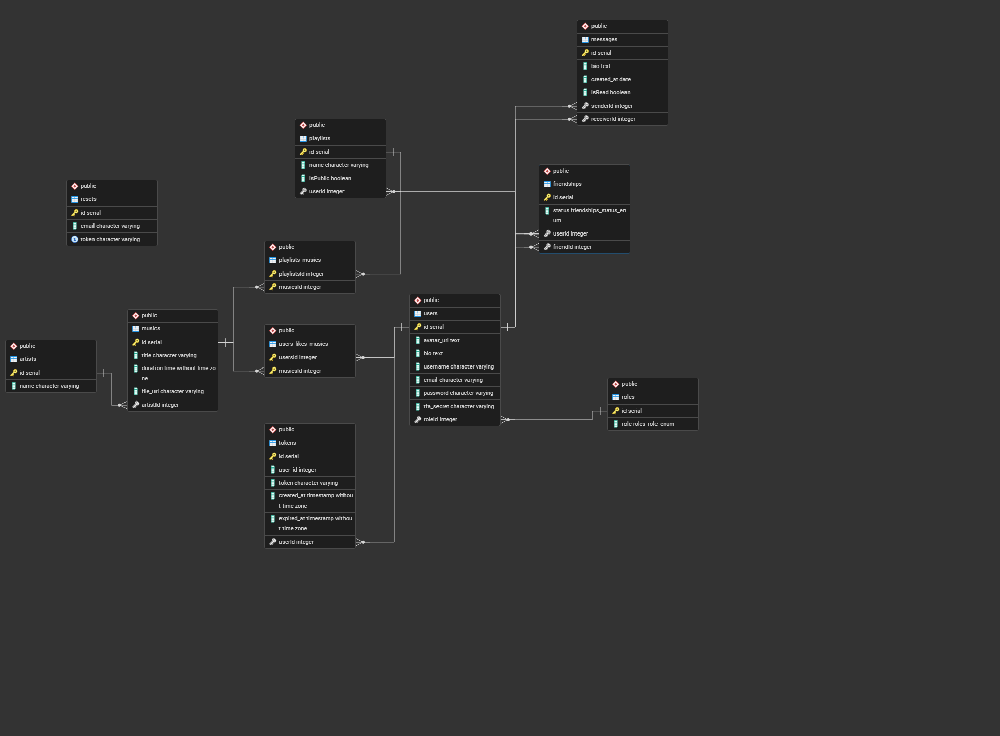 public
messages
id serial
bio text
created_at date
isRead boolean
senderId integer
receiverId integer
public
playlists
id serial
name character varying
isPublic boolean
userId integer
public
friendships
id serial
status friendships_status_en
um
userId integer
friendId integer
public
resets
id serial
email character varying
1
token character varying
public
playlists_musics
playlistsId integer
musicsId integer
public
users
id serial
avatar_url text
bio text
username character varying
email character varying
password character varying
tfa_secret character varying
roleId integer
public
musics
id serial
title character varying
duration time without time zo
ne
file_url character varying
artistId integer
public
users_likes_musics
usersId integer
musicsId integer
public
artists
id serial
name character varying
public
roles
id serial
role roles_role_enum
public
tokens
id serial
user_id integer
token character varying
created_at timestamp withou
t time zone
expired_at timestamp withou
t time zone
userId integer